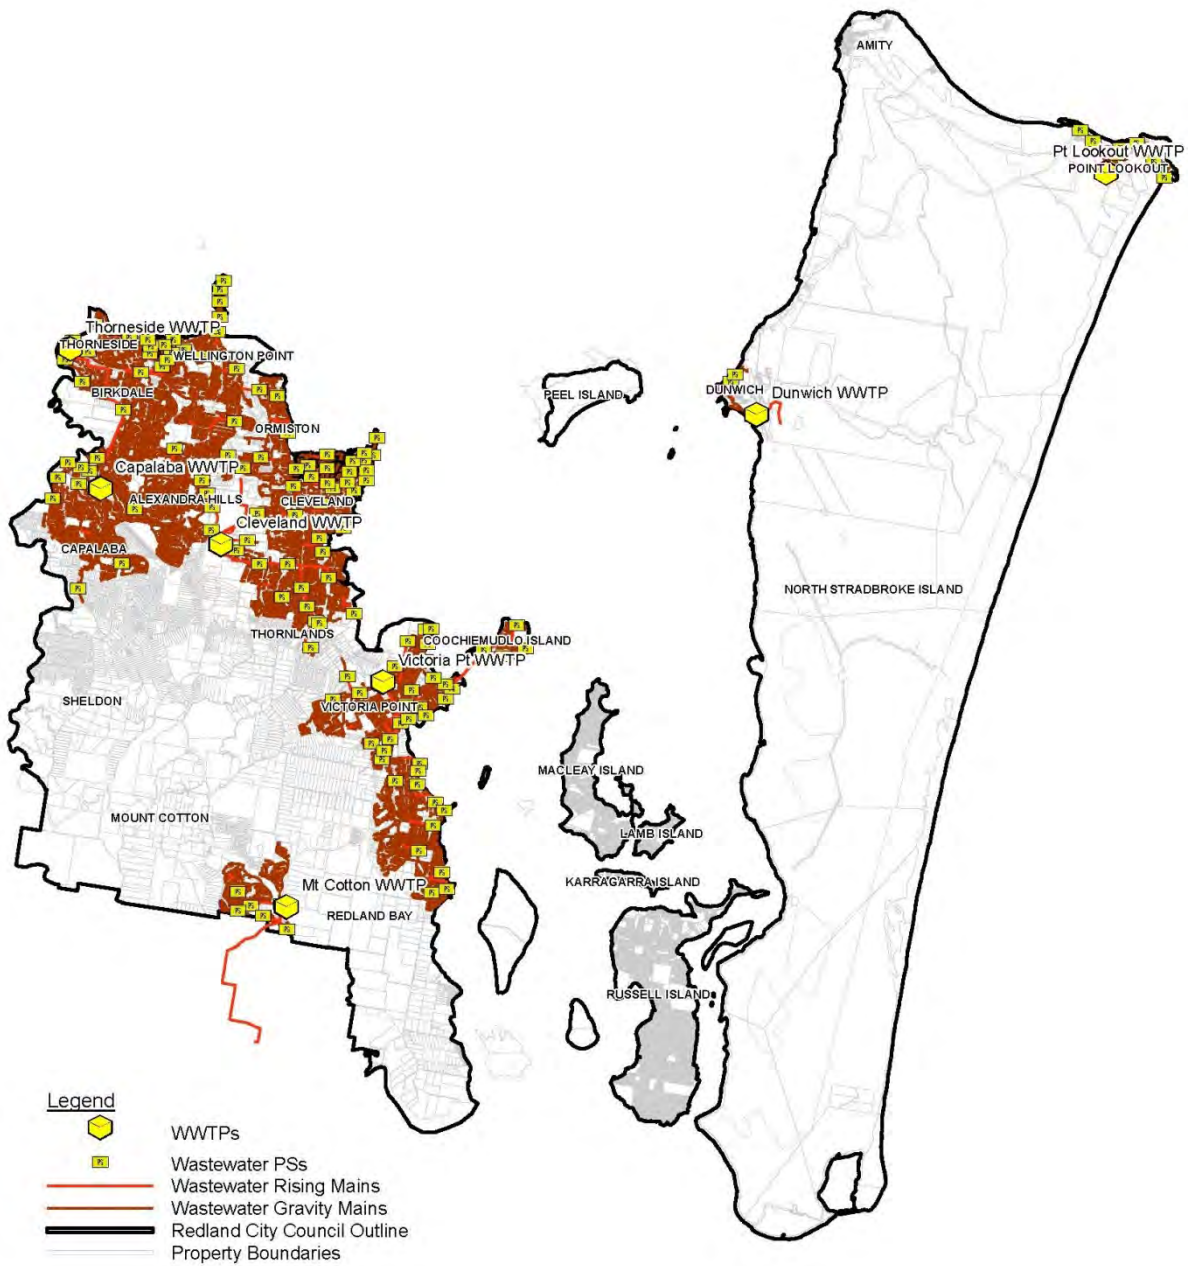 AMITY
Pt Lookout WWTP
POINT LOOKOUT
Thorneside WWTP
THORNESIDE
WELLINGTON POINT
BIRKDALE
PEEL ISLAND
DUNWICH
Dunwich WWTP
ORMISTON
Capalaba WWTP
ALEXANDRA HILLS
CLEVELAND
Cleveland WWTP
CAPALABA
NORTH STRADBROKE ISLAND
THORNLANDS
COOCHIEMUDLO ISLAND
Victoria Pt WWTP
SHELDON
VICTORIA POINT
MACLEAY ISLAND
MOUNT COTTON
LAMB ISLAND
KARRAGARRA ISLAND
Mt Cotton WWTP
REDLAND BAY
RUSSELL ISLAND
Legend
WWTPs
PS
Wastewater PSs
Wastewater Rising Mains
Wastewater Gravity Mains
Redland City Council Outline
Property Boundaries